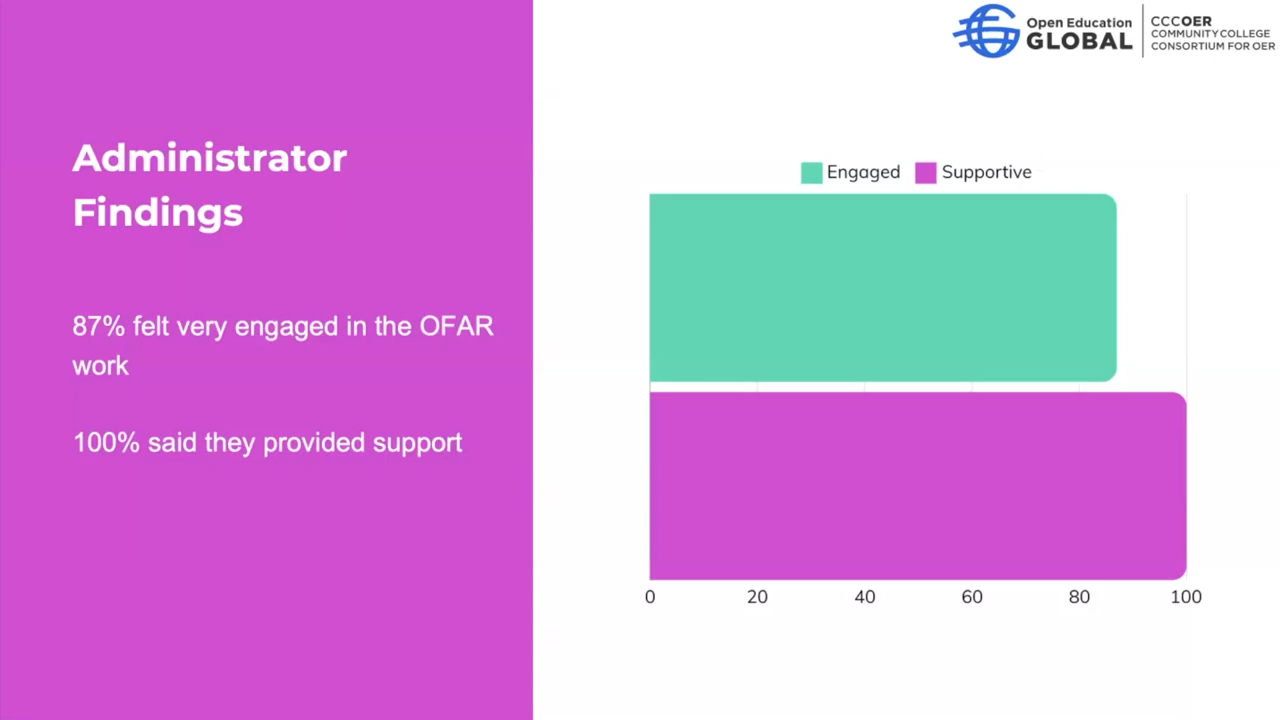 Open Education
GLOBAL
CCCOER
COMMUNITY COLLEGE
CONSORTIUM FOR OER
Administrator
Findings
87% felt very engaged in the OFAR
work
100% said they provided support
Engaged Supportive
0 20 40 60 80 100